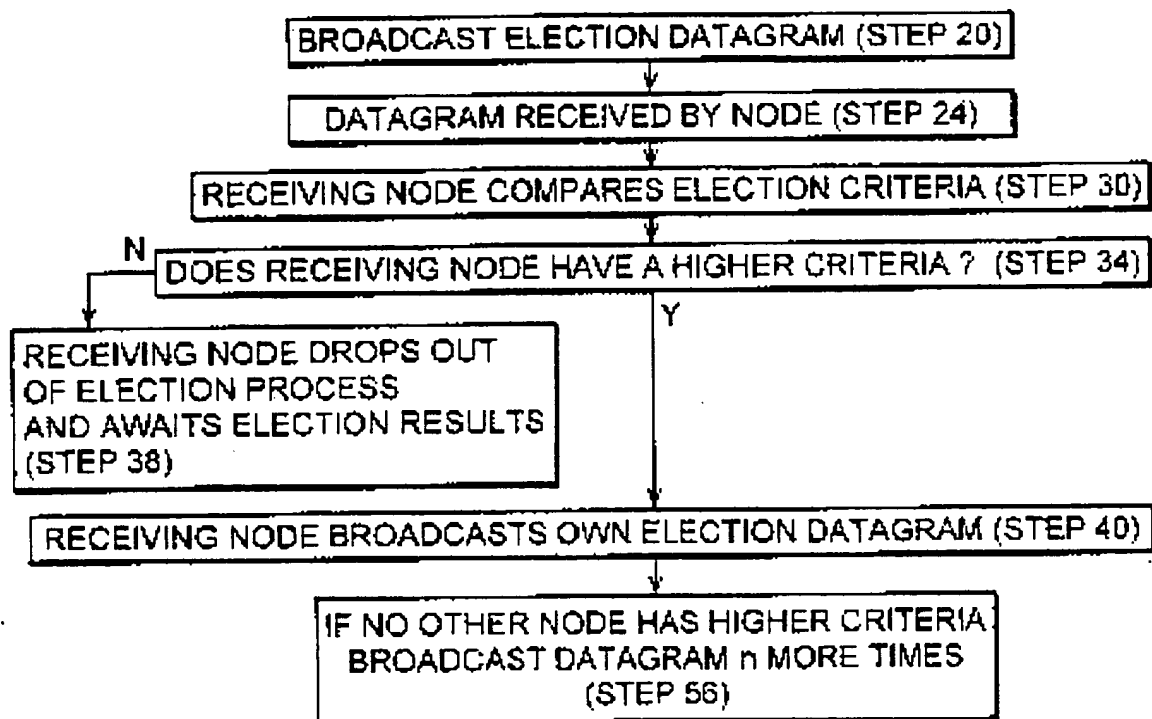 BROADCAST ELECTION DATAGRAM (STEP 20)
DATAGRAM RECEIVED BY NODE (STEP 24)
RECEIVING NODE COMPARES ELECTION CRITERIA (STEP 30)
DOES RECEIVING NODE HAVE A HIGHER CRITERIA ? (STEP 34)
N
Y
RECEIVING NODE DROPS OUT
OF ELECTION PROCESS
AND AWAITS ELECTION RESULTS
(STEP 38)
RECEIVING NODE BROADCASTS OWN ELECTION DATAGRAM (STEP 40)
IF NO OTHER NODE HAS HIGHER CRITERIA
BROADCAST DATAGRAM n MORE TIMES
(STEP 56)